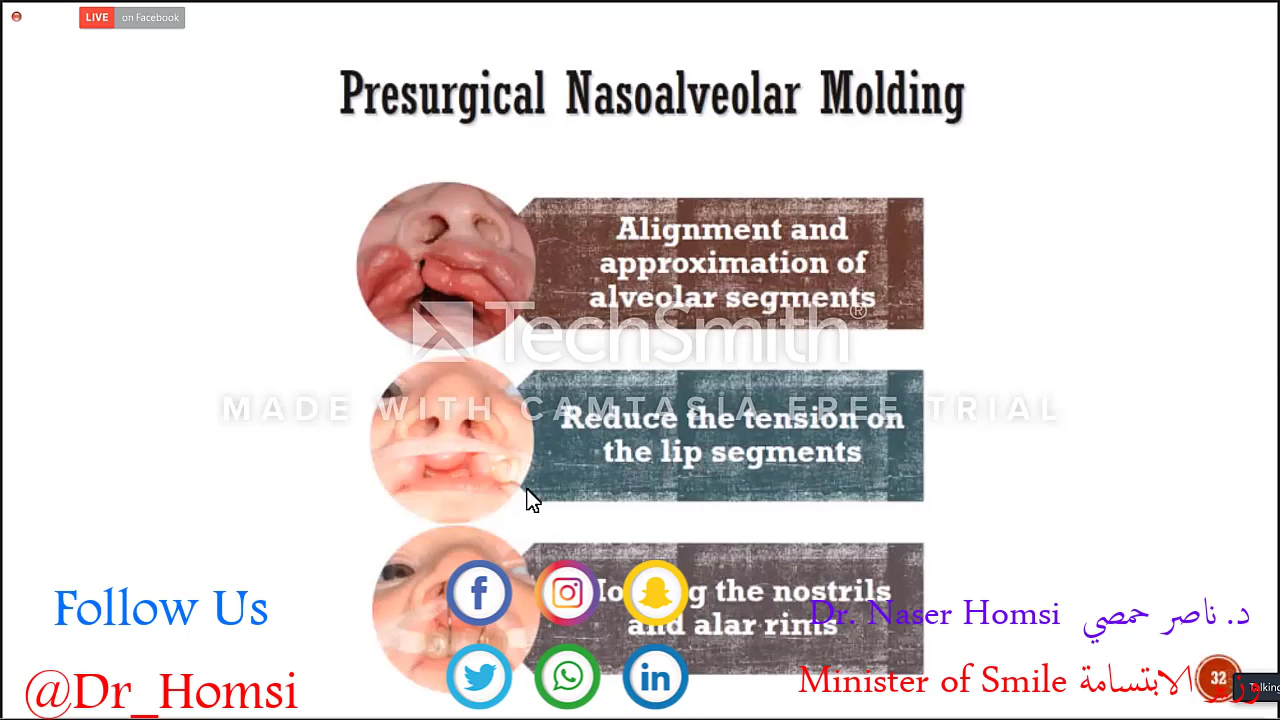 LIVE on Facebook
Presurgical Nasoalveolar Molding
Alignment and
approximation of
alveolar segments
TechSmith®
MADE WITH CAMTASIA FREE TRIAL
Reduce the tension on
the lip segments
the nostrils
and alar rims
Follow Us
Dr. Naser Homsi د. ناصر حمصي
@Dr_Homsi
Minister of Smile وزير الابتسامة
32
Talking